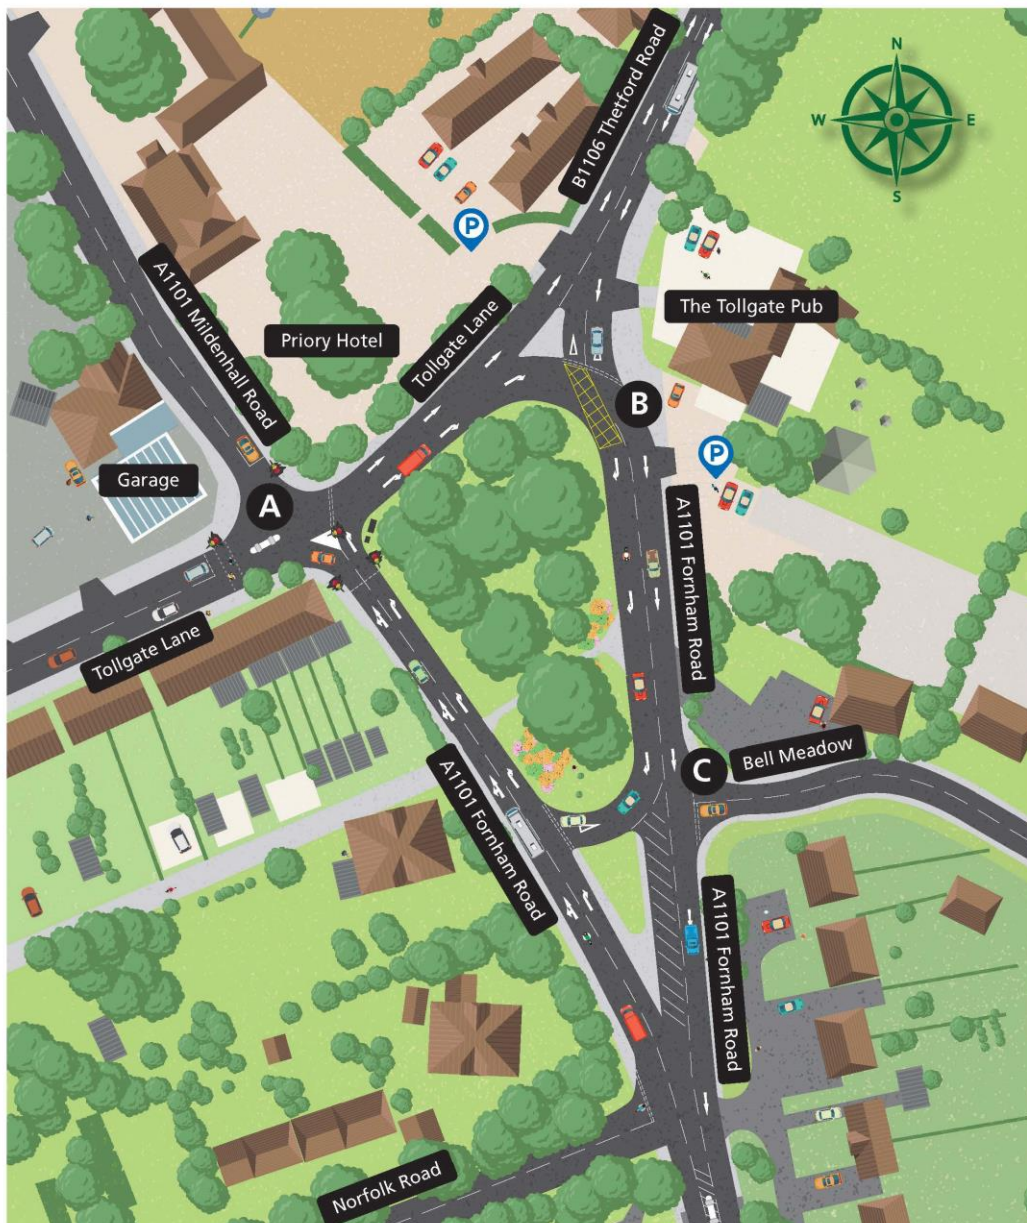 N
W
E
S
B1106 Thetford Road
P
A1101 Mildenhall Road
Priory Hotel
Tollgate Lane
The Tollgate Pub
B
P
Garage
A
A1101 Fornham Road
Tollgate Lane
Bell Meadow
C
A1101 Fornham Road
A1101 Fornham Road
Norfolk Road